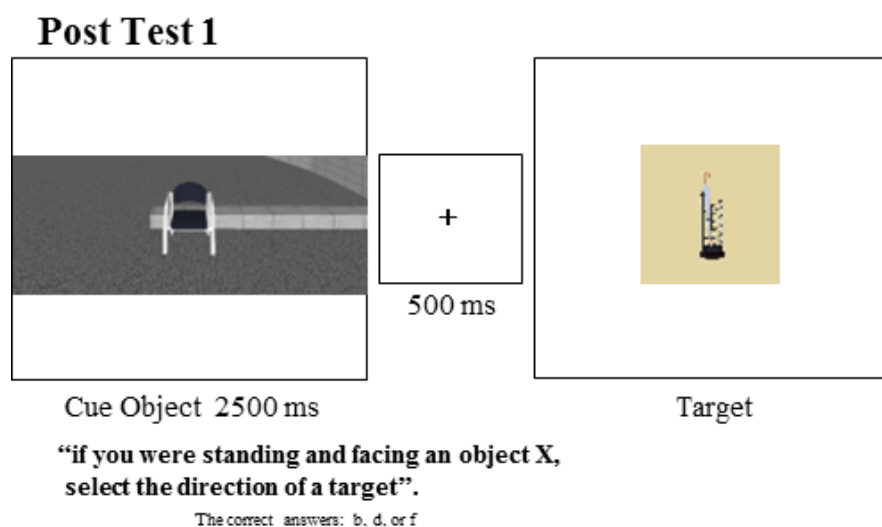 Post Test 1
+
500 ms
Cue Object 2500 ms
Target
“if you were standing and facing an object X,
select the direction of a target”.
The correct answers: b, d, or f